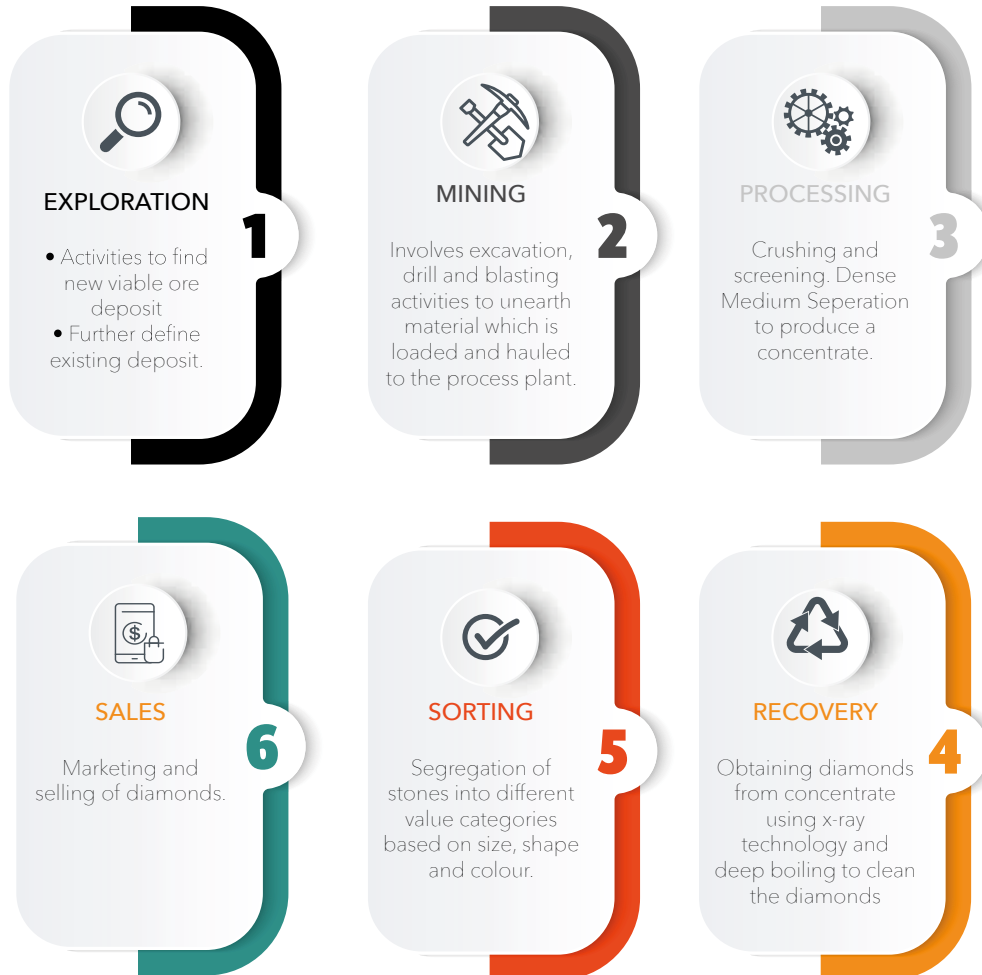 EXPLORATION
1
• Activities to find
new viable ore
deposit
• Further define
existing deposit.
MINING
2
Involves excavation,
drill and blasting
activities to unearth
material which is
loaded and hauled
to the process plant.
PROCESSING
3
Crushing and
screening. Dense
Medium Seperation
to produce a
concentrate.
RECOVERY
4
Obtaining diamonds
from concentrate
using x-ray
technology and
deep boiling to clean
the diamonds
SORTING
5
Segregation of
stones into different
value categories
based on size, shape
and colour.
$
SALES
6
Marketing and
selling of diamonds.